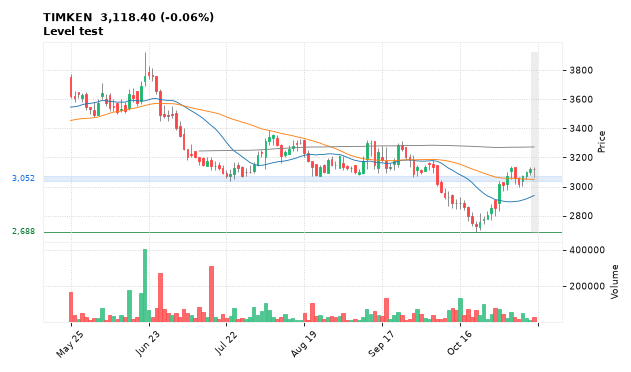 TIMKEN 3,118.40 (-0.06%)
Level test
3800
3600
3400
3200
3000
2800
Price
3,052
2,688
400000
200000
Volume
May 25
Jun 23
Jul 22
Aug 19
Sep 17
Oct 16